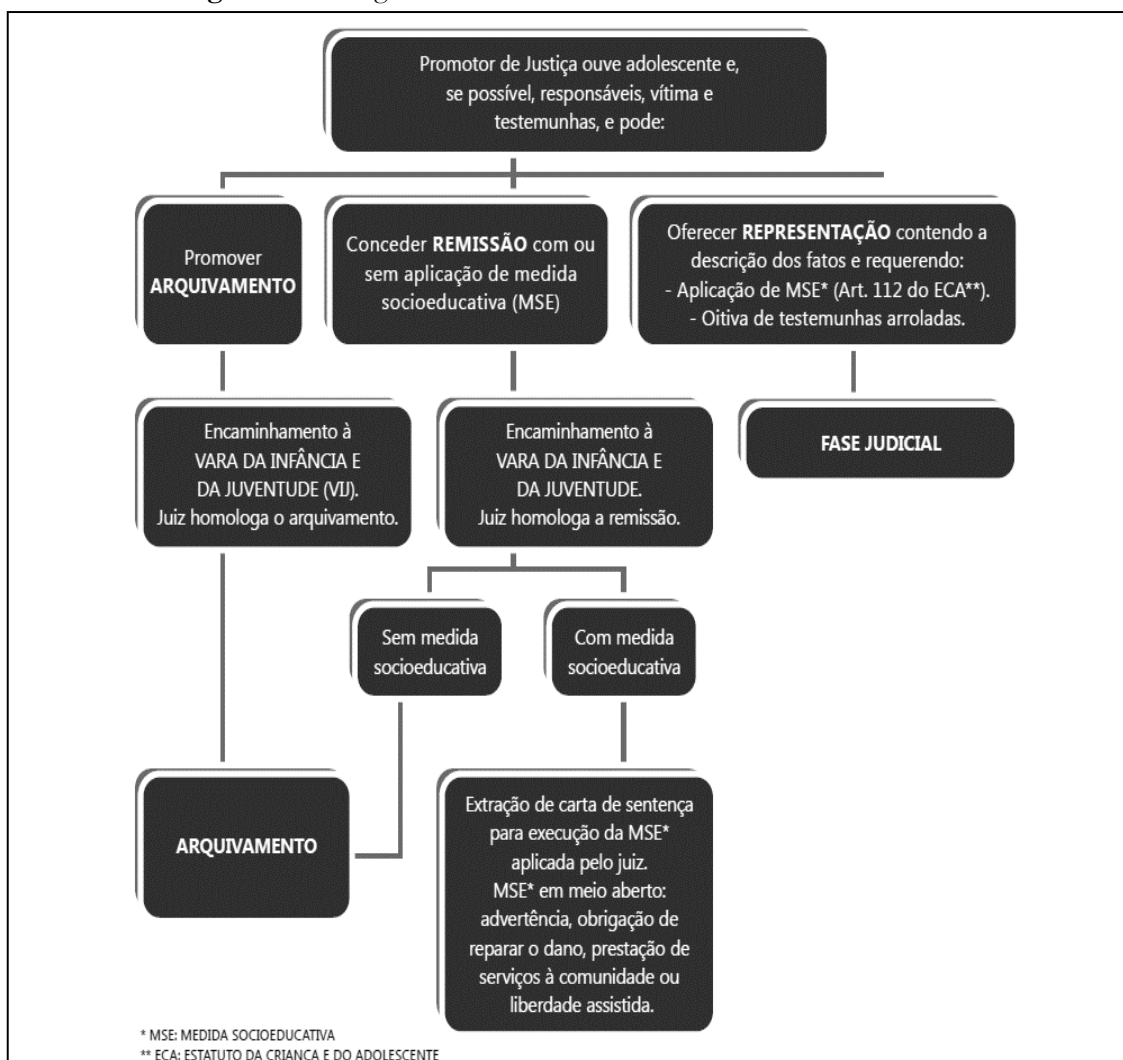 Promotor de Justiça ouve adolescente e,
se possível, responsáveis, vítima e
testemunhas, e pode:
Promover
ARQUIVAMENTO
Conceder REMISSÃO com ou
sem aplicação de medida
socioeducativa (MSE)
Oferecer REPRESENTAÇÃO contendo a
descrição dos fatos e requerendo:
- Aplicação de MSE* (Art. 112 do ECA**).
- Oitiva de testemunhas arroladas.
Encaminhamento à
VARA DA INFÂNCIA E
DA JUVENTUDE (VIJ).
Juiz homologa o arquivamento.
Encaminhamento à
VARA DA INFÂNCIA E
DA JUVENTUDE.
Juiz homologa a remissão.
FASE JUDICIAL
Sem medida
socioeducativa
Com medida
socioeducativa
ARQUIVAMENTO
Extração de carta de sentença
para execução da MSE*
aplicada pelo juiz.
MSE* em meio aberto:
advertência, obrigação de
reparar o dano, prestação de
serviços à comunidade ou
liberdade assistida.
* MSE: MEDIDA SOCIOEDUCATIVA
** ECA: ESTATUTO DA CRIANÇA E DO ADOLESCENTE